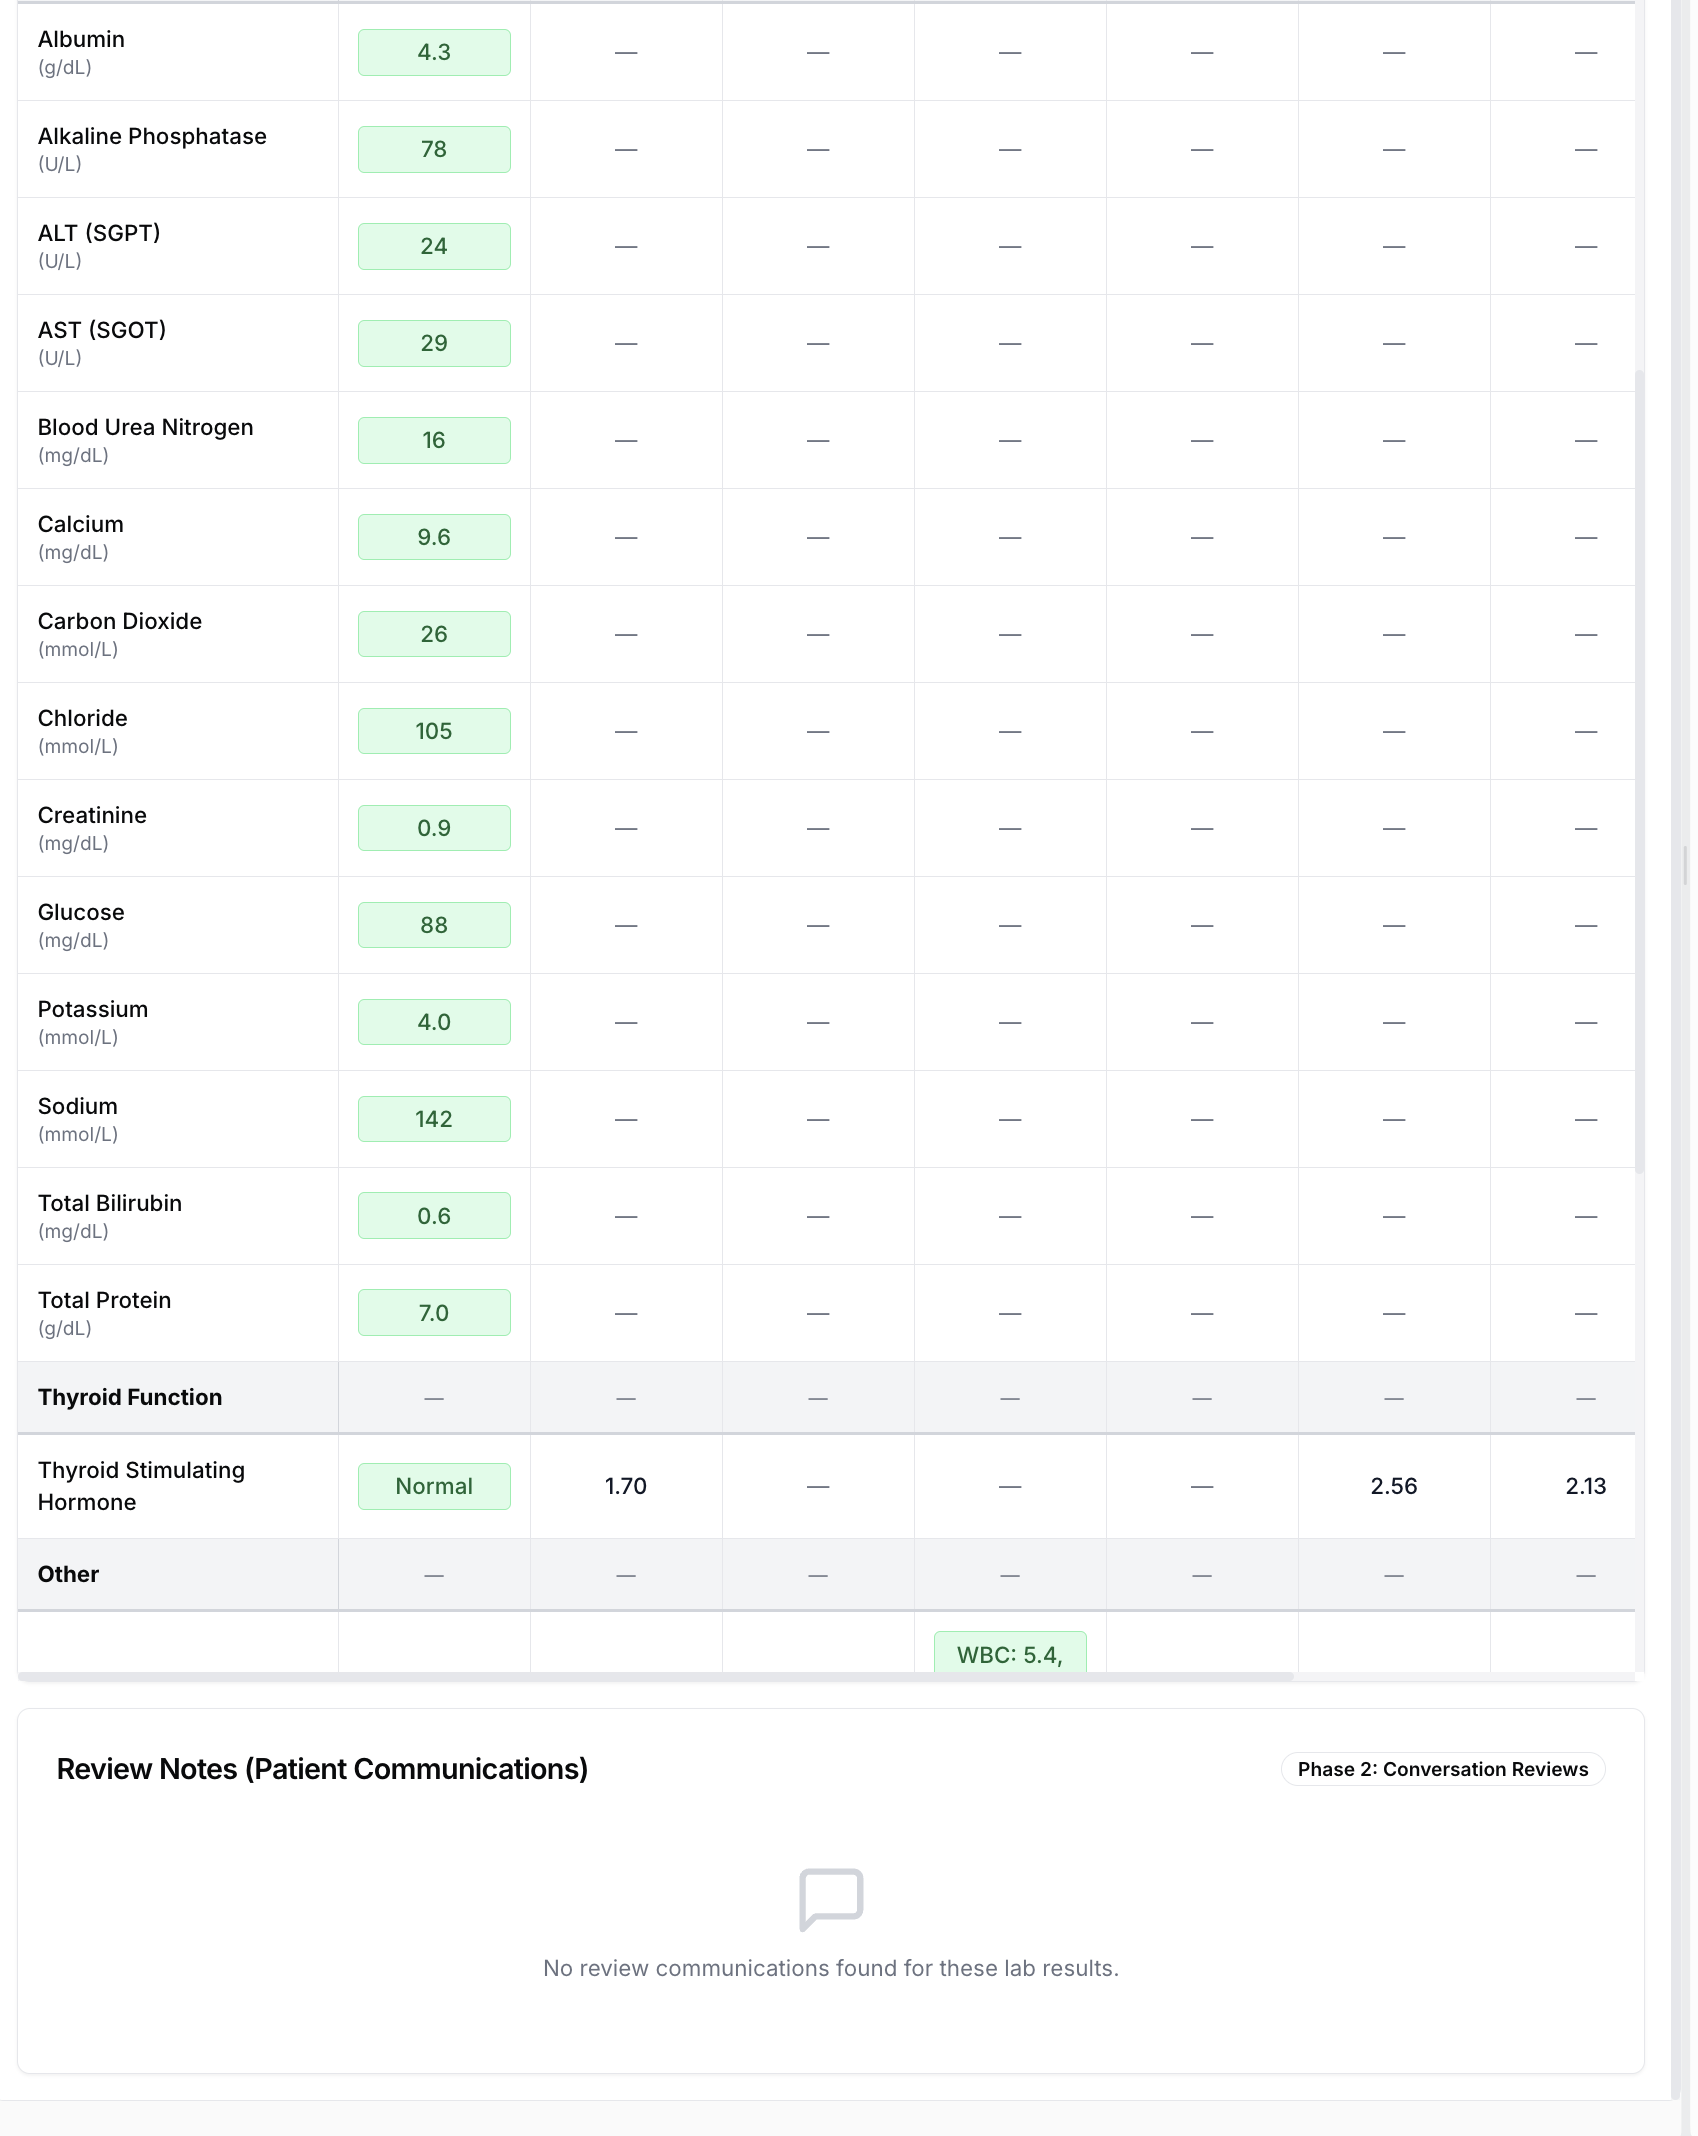 Albumin
(g/dL)
4.3 — — — — — —
Alkaline Phosphatase
(U/L)
78 — — — — — —
ALT (SGPT)
(U/L)
24 — — — — — —
AST (SGOT)
(U/L)
29 — — — — — —
Blood Urea Nitrogen
(mg/dL)
16 — — — — — —
Calcium
(mg/dL)
9.6 — — — — — —
Carbon Dioxide
(mmol/L)
26 — — — — — —
Chloride
(mmol/L)
105 — — — — — —
Creatinine
(mg/dL)
0.9 — — — — — —
Glucose
(mg/dL)
88 — — — — — —
Potassium
(mmol/L)
4.0 — — — — — —
Sodium
(mmol/L)
142 — — — — — —
Total Bilirubin
(mg/dL)
0.6 — — — — — —
Total Protein
(g/dL)
7.0 — — — — — —
Thyroid Function — — — — — — —
Thyroid Stimulating
Hormone
Normal 1.70 — — — 2.56 2.13
Other — — — — — — —
WBC: 5.4,
Review Notes (Patient Communications)
Phase 2: Conversation Reviews
No review communications found for these lab results.